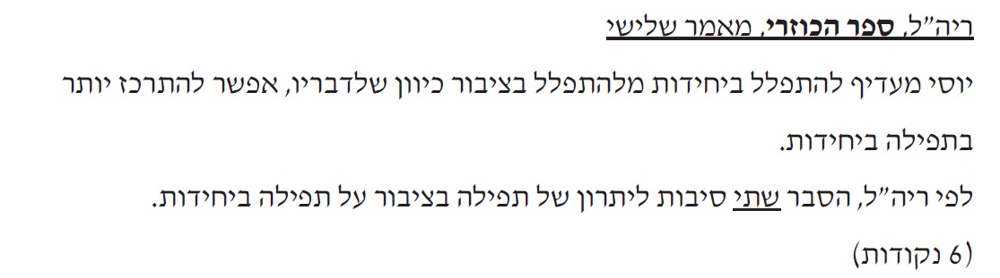 ריה"ל, ספר הכוזרי, מאמר שלישי
יוסי מעדיף להתפלל ביחידות מלהתפלל בציבור כיוון שלדבריו, אפשר להתרכז יותר
בתפילה ביחידות.
לפי ריה"ל, הסבר שתי סיבות ליתרון של תפילה בציבור על תפילה ביחידות.
(6 נקודות)